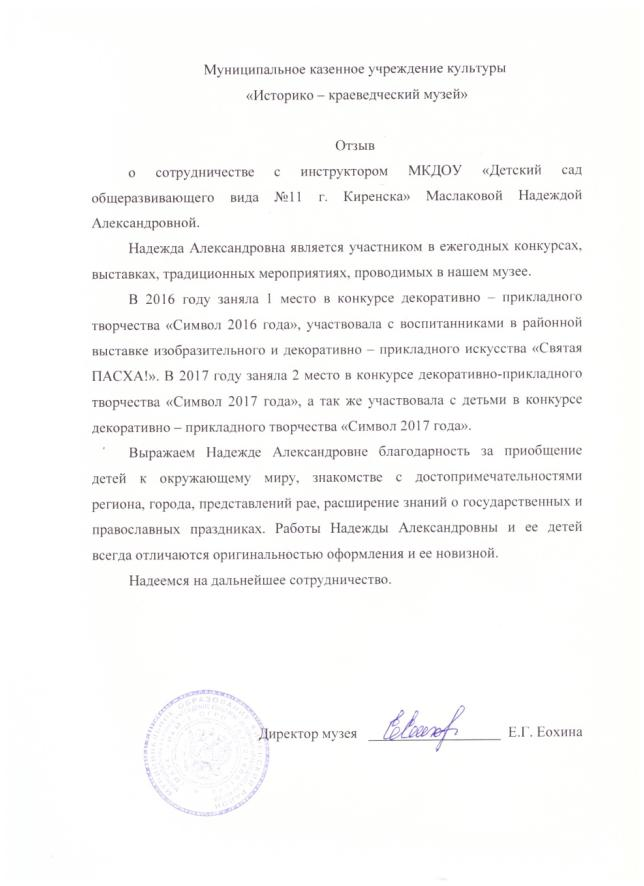 Муниципальное казенное учреждение культуры
«Историко – краеведческий музей»
Отзыв
о сотрудничестве с инструктором МКДОУ «Детский сад
общеразвивающего вида №11 г. Киренска» Маслаковой Надеждой
Александровной.
Надежда Александровна является участником в ежегодных конкурсах,
выставках, традиционных мероприятиях, проводимых в нашем музее.
В 2016 году заняла 1 место в конкурсе декоративно – прикладного
творчества «Символ 2016 года», участвовала с воспитанниками в районной
выставке изобразительного и декоративно – прикладного искусства «Святая
ПАСХА!». В 2017 году заняла 2 место в конкурсе декоративно-прикладного
творчества «Символ 2017 года», а так же участвовала с детьми в конкурсе
декоративно – прикладного творчества «Символ 2017 года».
Выражаем Надежде Александровне благодарность за приобщение
детей к окружающему миру, знакомстве с достопримечательностями
региона, города, представлений рае, расширение знаний о государственных и
православных праздниках. Работы Надежды Александровны и ее детей
всегда отличаются оригинальностью оформления и ее новизной.
Надеемся на дальнейшее сотрудничество.
Директор музея Е.Г. Еохина